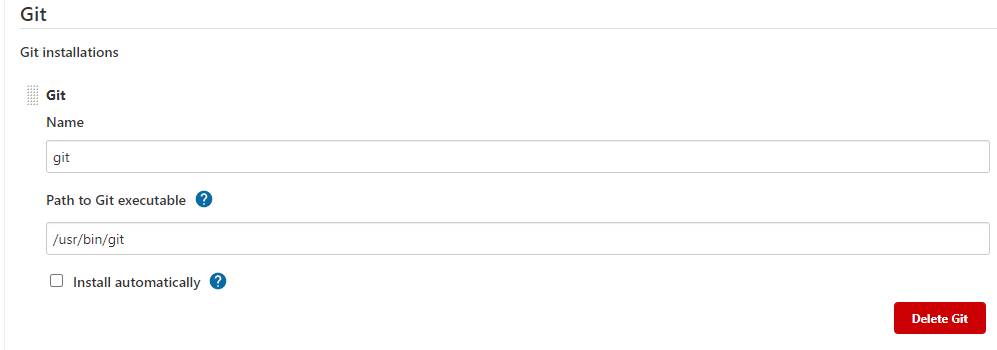 Git
Git installations
Git
Name
git
Path to Git executable ?
/usr/bin/git
Install automatically ?
Delete Git